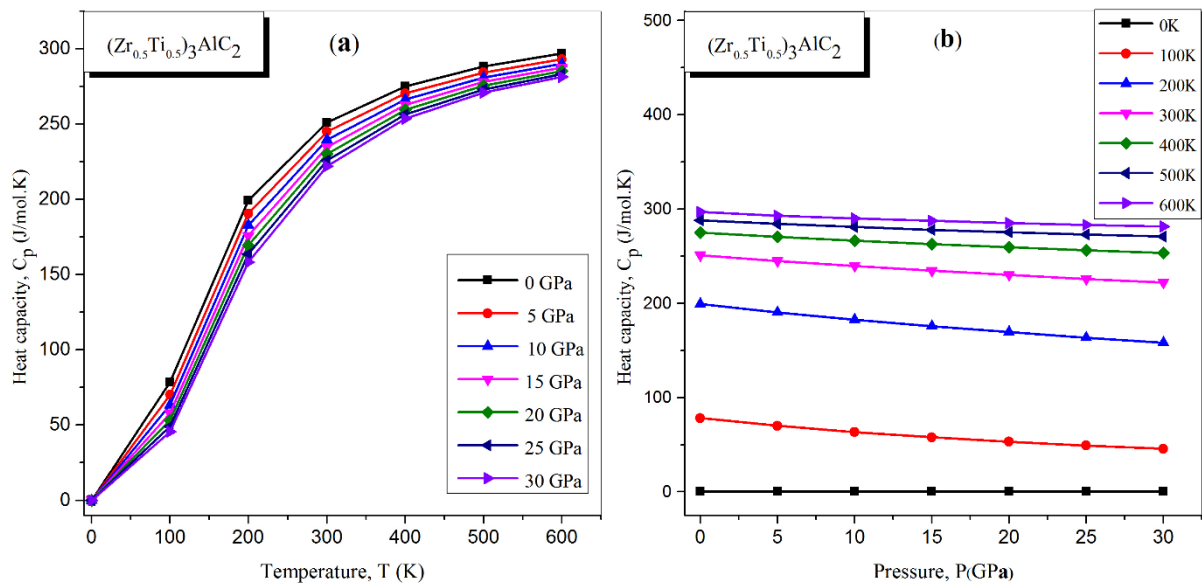 (Zr0.5Ti0.5)3AlC2
(a)
Heat capacity, Cp (J/mol.K)
300
250
200
150
100
50
0
0 GPa
5 GPa
10 GPa
15 GPa
20 GPa
25 GPa
30 GPa
0 100 200 300 400 500 600
Temperature, T (K)
(Zr0.5Ti0.5)3AlC2
(b)
Heat capacity, Cp (J/mol.K)
500
400
300
200
100
0
0K
100K
200K
300K
400K
500K
600K
0 5 10 15 20 25 30
Pressure, P(GPa)